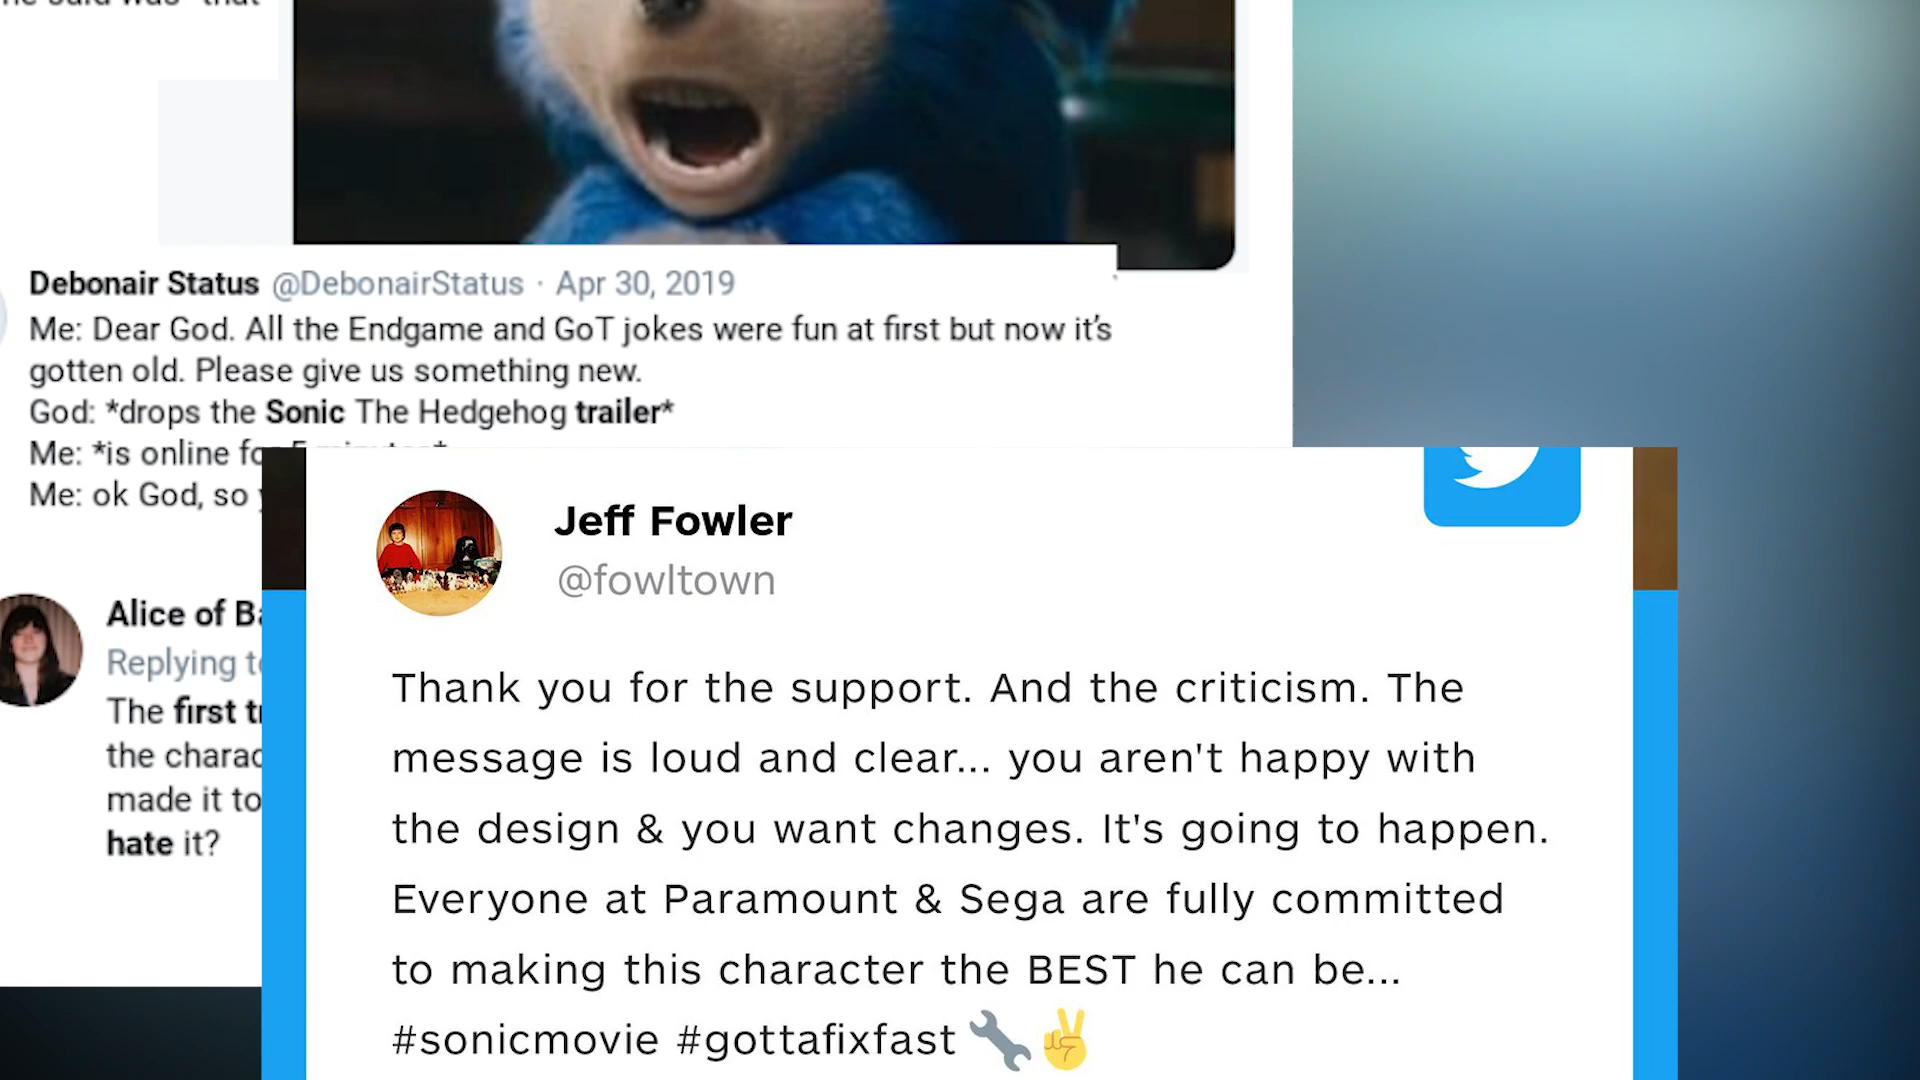 Debonair Status @DebonairStatus · Apr 30, 2019
Me: Dear God. All the Endgame and GoT jokes were fun at first but now it's
gotten old. Please give us something new.
God: *drops the Sonic The Hedgehog trailer*
Me: *is online for 5 minutes*
Me: ok God, so
Alice of
Replying
The first
the
made it to
hate it?
Jeff Fowler
@fowltown
Thank you for the support. And the criticism. The
message is loud and clear... you aren't happy with
the design & you want changes. It's going to happen.
Everyone at Paramount & Sega are fully committed
to making this character the BEST he can be...
#sonicmovie #gottafixfast 🔧✌